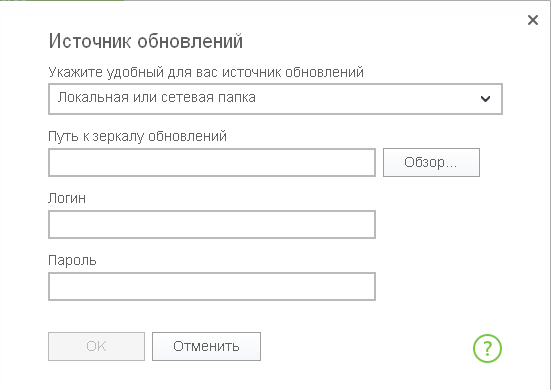 Источник обновлений
Укажите удобный для вас источник обновлений
Локальная или сетевая папка
Путь к зеркалу обновлений
Обзор...
Логин
Пароль
OK
Отменить
?